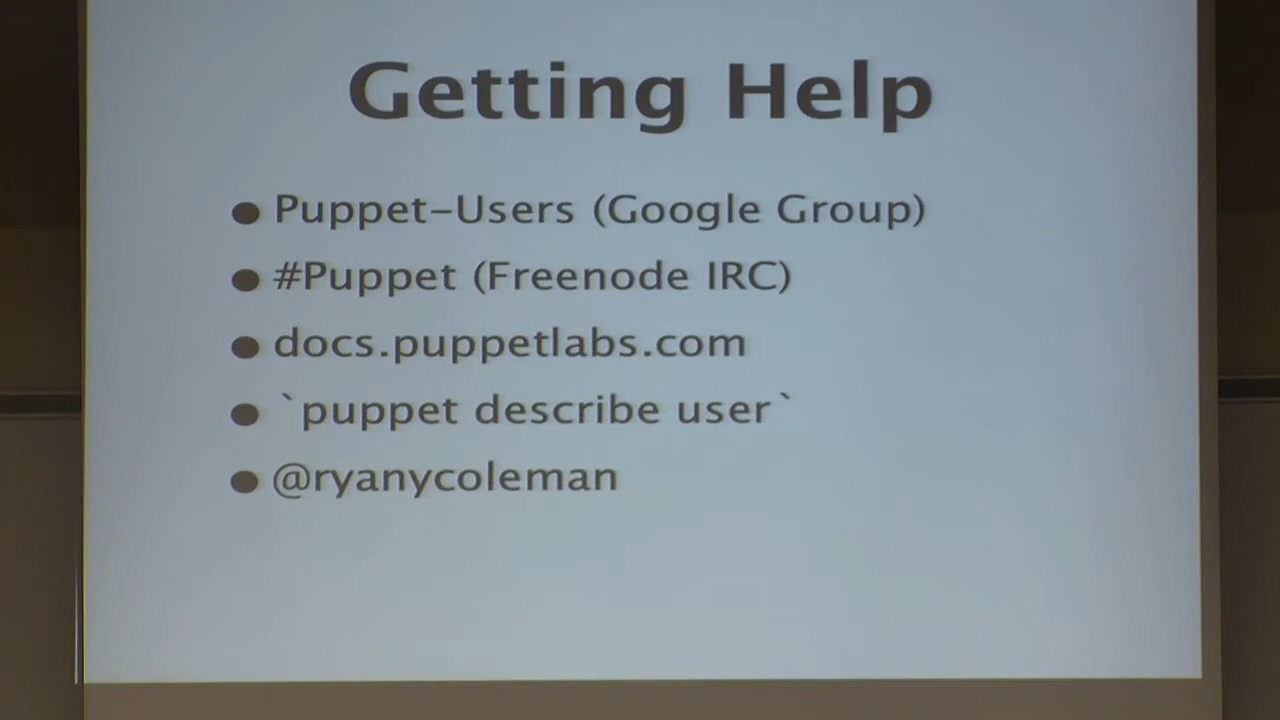 Getting Help
• Puppet-Users (Google Group)
• #Puppet (Freenode IRC)
• docs.puppetlabs.com
• `puppet describe user`
• @ryanycoleman